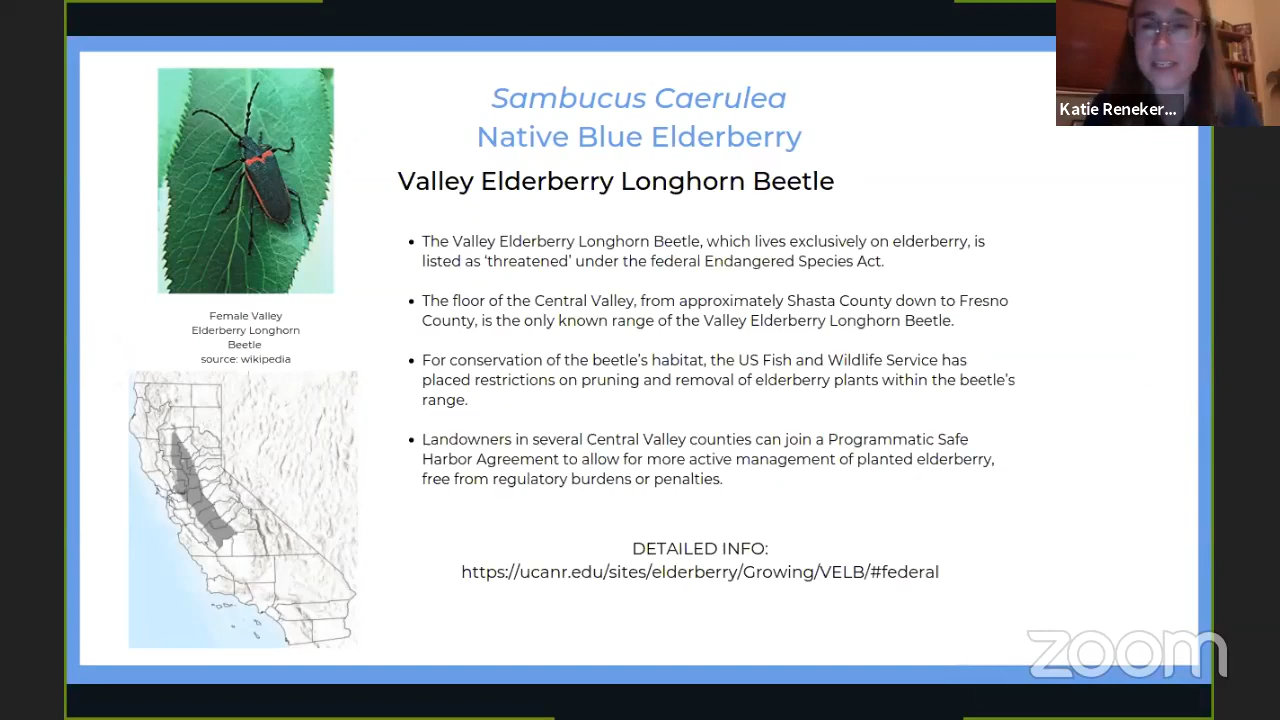 Sambucus Caerulea
Native Blue Elderberry
Valley Elderberry Longhorn Beetle
Katie Reneker...
• The Valley Elderberry Longhorn Beetle, which lives exclusively on elderberry, is
listed as ‘threatened’ under the federal Endangered Species Act.
• The floor of the Central Valley, from approximately Shasta County down to Fresno
County, is the only known range of the Valley Elderberry Longhorn Beetle.
• For conservation of the beetle’s habitat, the US Fish and Wildlife Service has
placed restrictions on pruning and removal of elderberry plants within the beetle’s
range.
• Landowners in several Central Valley counties can join a Programmatic Safe
Harbor Agreement to allow for more active management of planted elderberry,
free from regulatory burdens or penalties.
Female Valley
Elderberry Longhorn
Beetle
source: wikipedia
DETAILED INFO:
https://ucanr.edu/sites/elderberry/Growing/VELB/#federal
zoom